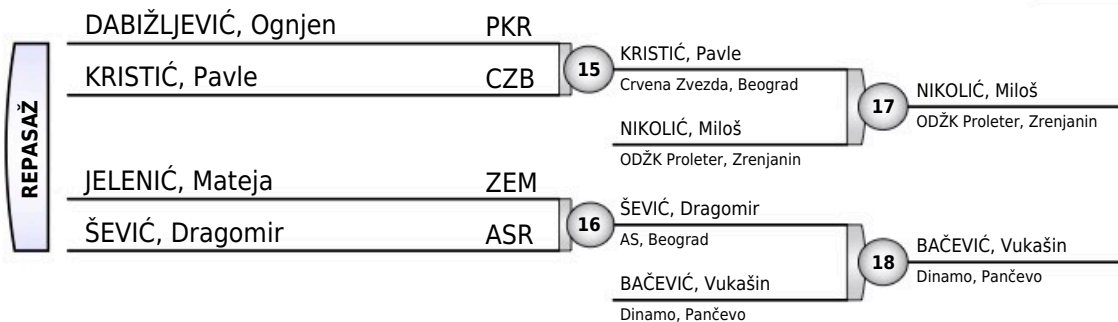 REPASAŽ
DABIŽLJEVIĆ, Ognjen PKR
KRISTIĆ, Pavle CZB
15
KRISTIĆ, Pavle
Crvena Zvezda, Beograd
NIKOLIĆ, Miloš
ODŽK Proleter, Zrenjanin
17
NIKOLIĆ, Miloš
ODŽK Proleter, Zrenjanin
JELENIĆ, Mateja ZEM
ŠEVIĆ, Dragomir ASR
16
ŠEVIĆ, Dragomir
AS, Beograd
BAČEVIĆ, Vukašin
Dinamo, Pančevo
18
BAČEVIĆ, Vukašin
Dinamo, Pančevo